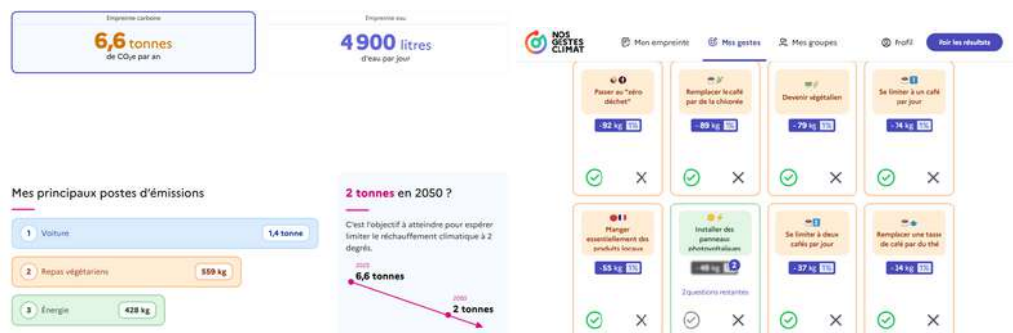 Empreinte carbone
6,6 tonnes
de CO₂e par an
Empreinte eau
4 900 litres
d'eau par jour
Mes principaux postes d'émissions
1 Voiture 1,4 tonne
2 Repas végétariens 559 kg
3 Énergie 428 kg
2 tonnes en 2050 ?
C'est l'objectif à atteindre pour espérer
limiter le réchauffement climatique à 2
degrés.
2025
6,6 tonnes
2050
2 tonnes
NOS
GESTES
CLIMAT
Mon empreinte
Mes gestes
Mes groupes
Profil
Voir les résultats
Passer au "zéro
déchet"
- 92 kg 1%
Remplacer le café
par de la chicorée
- 89 kg 1%
Devenir végétalien
- 79 kg 1%
Se limiter à un café
par jour
- 74 kg 1%
Manger
essentiellement des
produits locaux
- 55 kg 1%
Installer des
panneaux
photovoltaïques
2
2 questions restantes
Se limiter à deux
cafés par jour
- 37 kg 1%
Remplacer une tasse
de café par du thé